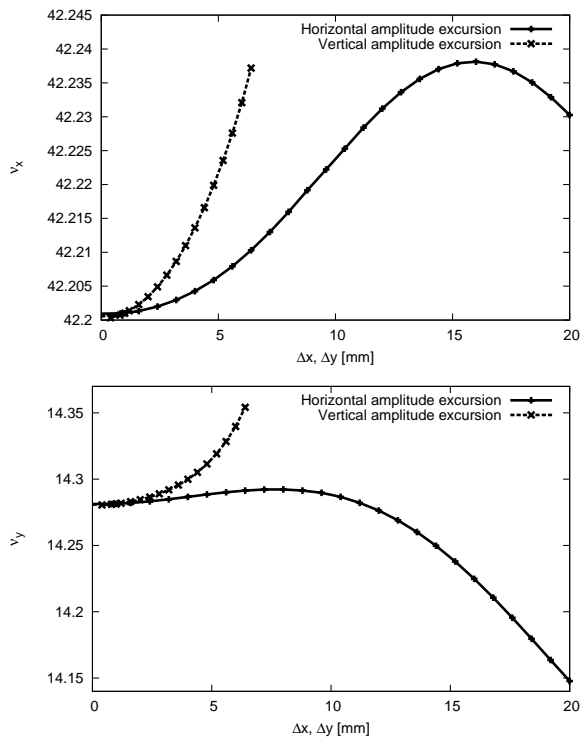 42.245
42.24
42.235
42.23
42.225
42.22
42.215
42.21
42.205
42.2
νx
Horizontal amplitude excursion
Vertical amplitude excursion
0 5 10 15 20
Δx, Δy [mm]
14.35
14.3
14.25
14.2
14.15
νy
Horizontal amplitude excursion
Vertical amplitude excursion
0 5 10 15 20
Δx, Δy [mm]